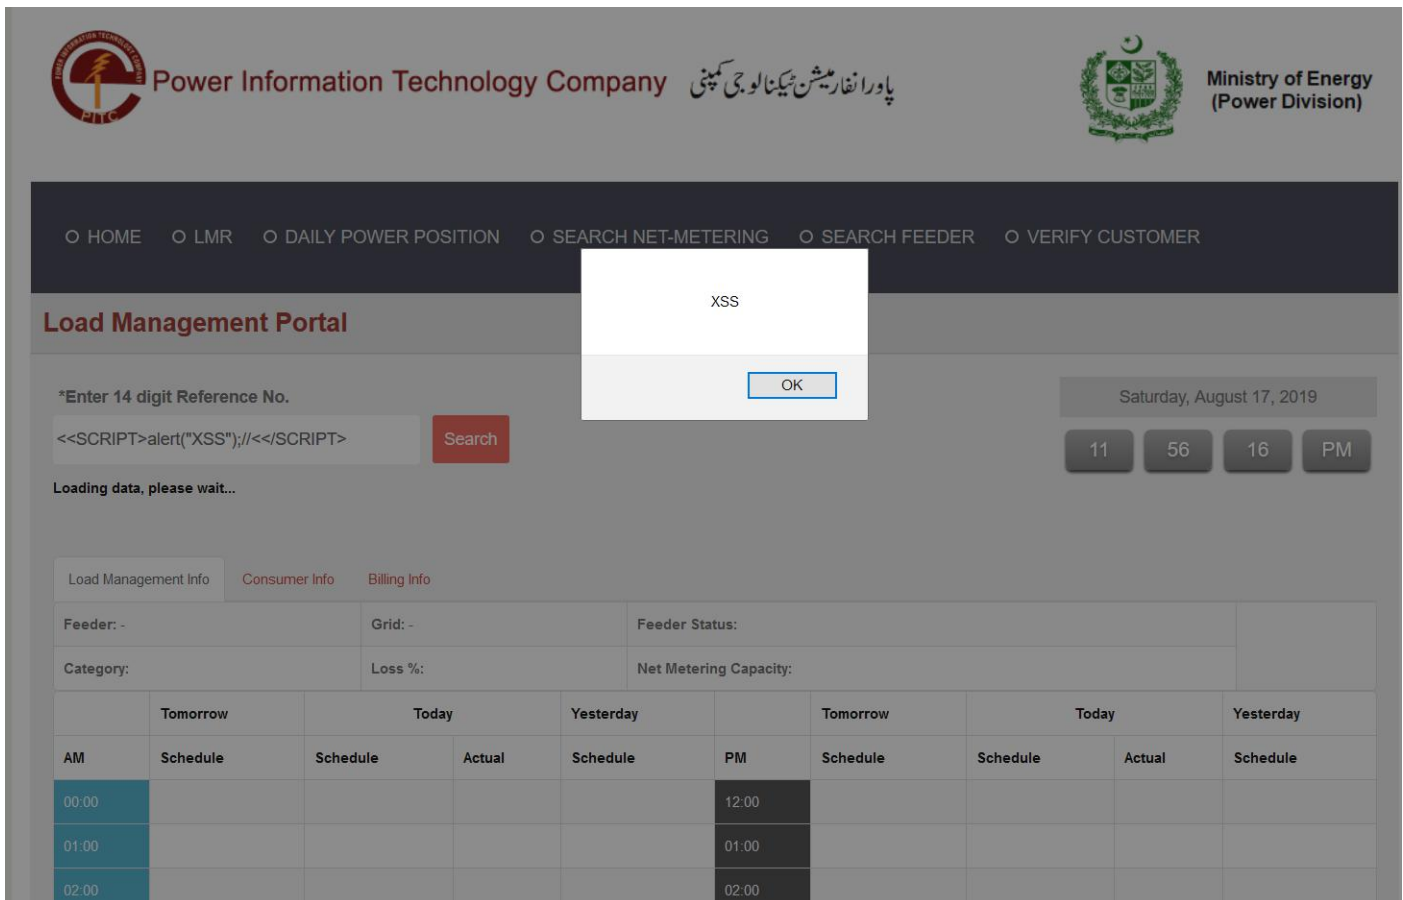 POWER INFORMATION TECHNOLOGY COMPANY
PITC
Power Information Technology Company پاور انفارمیشن ٹیکنالوجی کمپنی
Ministry of Energy
(Power Division)
HOME LMR DAILY POWER POSITION SEARCH NET-METERING SEARCH FEEDER VERIFY CUSTOMER
XSS
OK
Load Management Portal
*Enter 14 digit Reference No.
<<SCRIPT>alert("XSS");//<</SCRIPT> Search
Loading data, please wait...
Saturday, August 17, 2019
11 56 16 PM
Load Management Info Consumer Info Billing Info
Feeder: - Grid: - Feeder Status:
Category: Loss %: Net Metering Capacity:
Tomorrow Today Yesterday Tomorrow Today Yesterday
AM Schedule Schedule Actual Schedule PM Schedule Schedule Actual Schedule
00:00 12:00
01:00 01:00
02:00 02:00